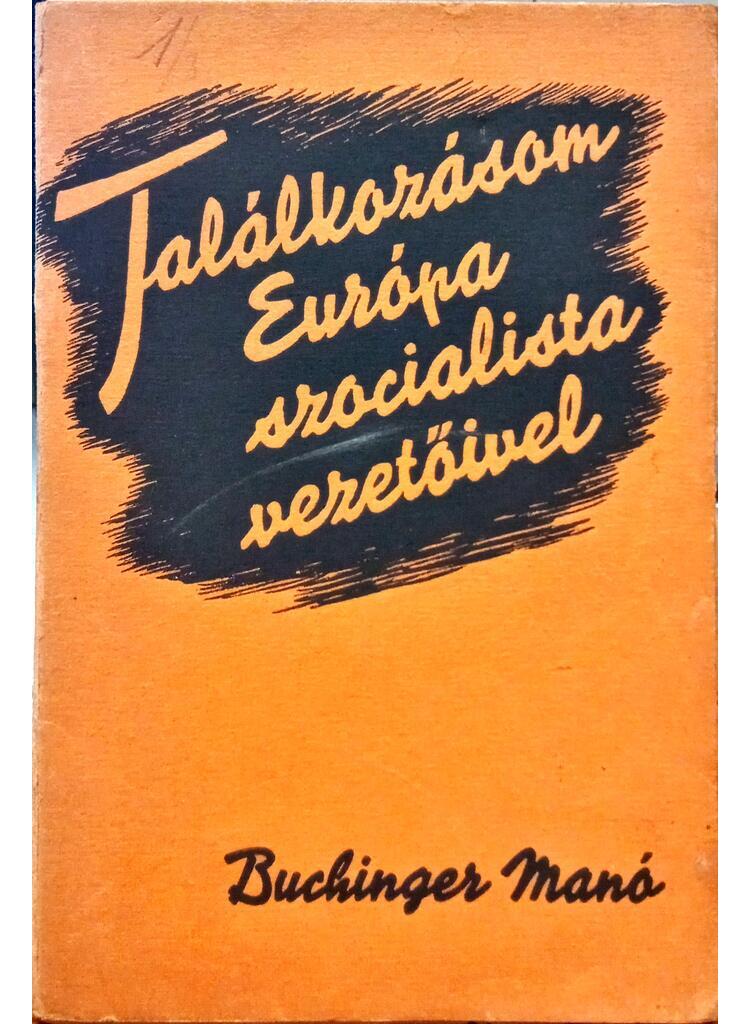 Találkozásom
Európa
szocialista
vezetőivel
Buchinger Manó